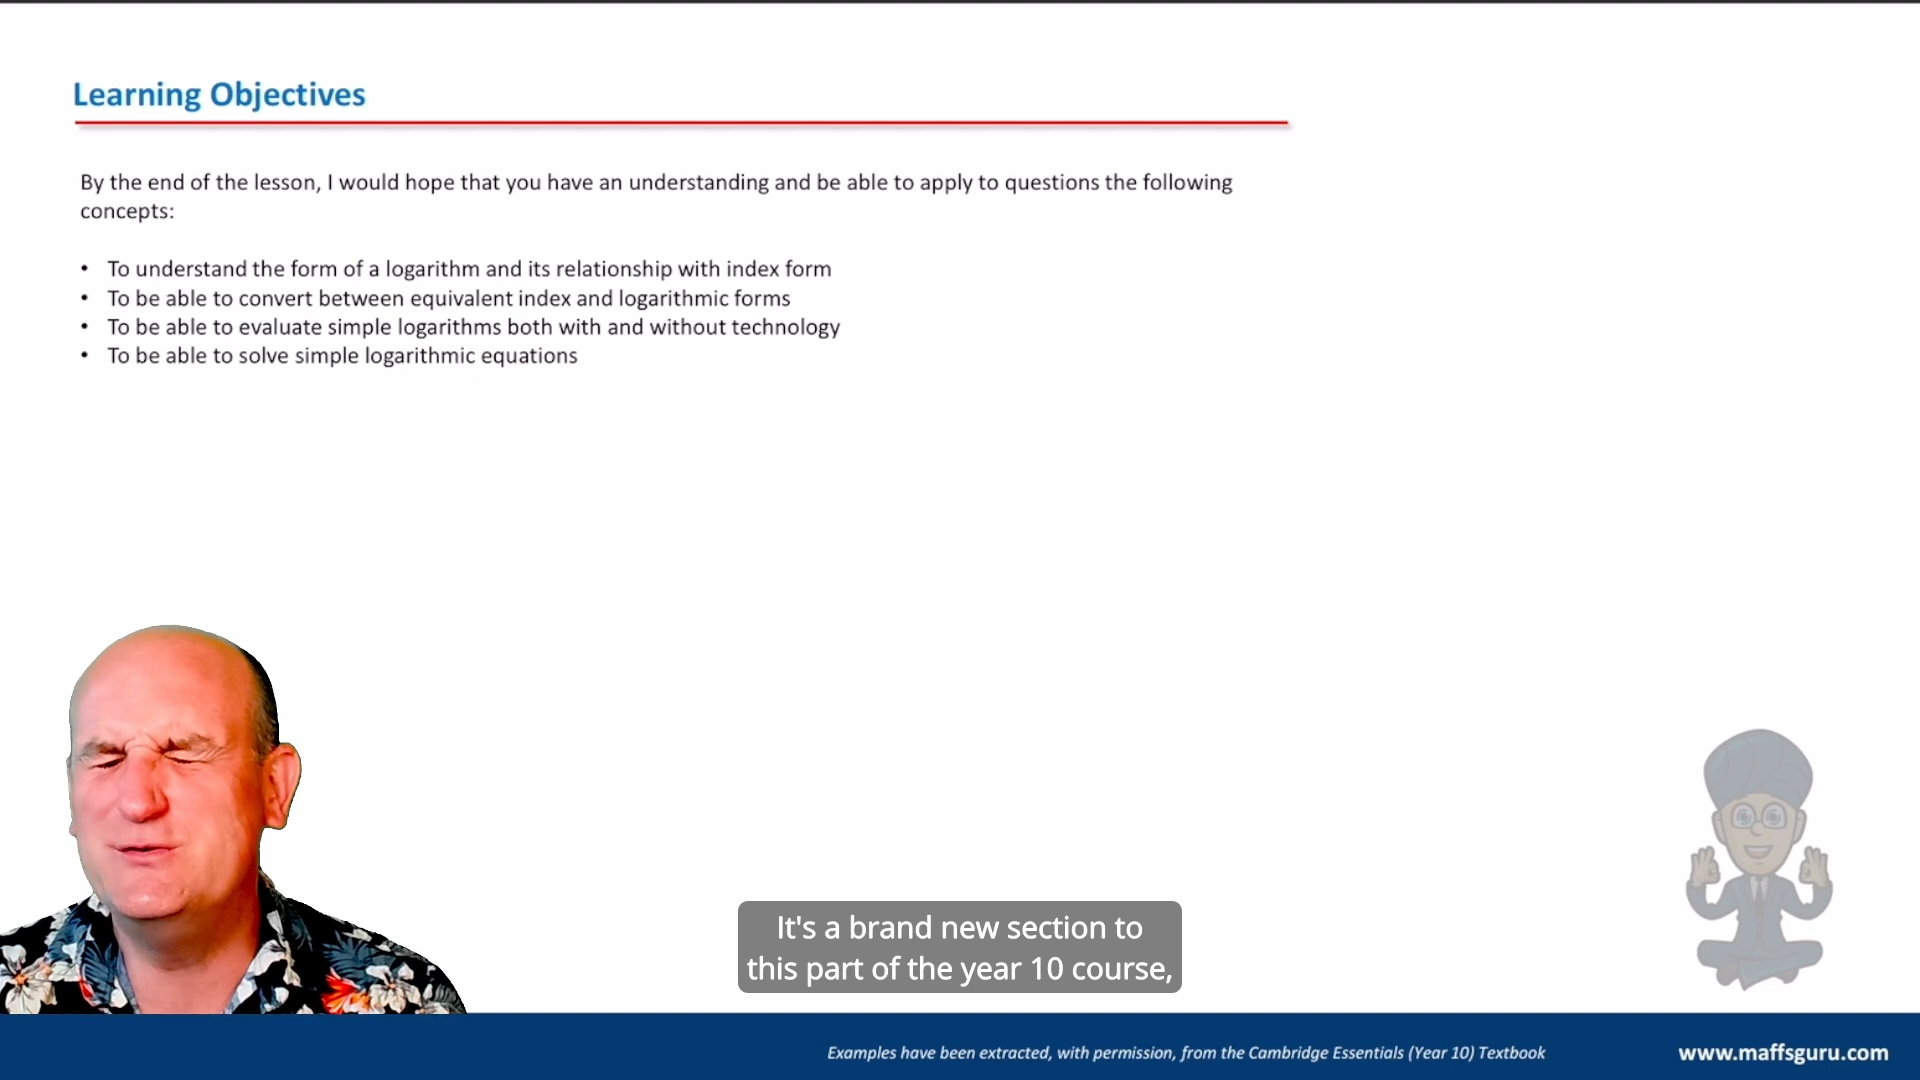 Learning Objectives
By the end of the lesson, I would hope that you have an understanding and be able to apply to questions the following
concepts:
• To understand the form of a logarithm and its relationship with index form
• To be able to convert between equivalent index and logarithmic forms
• To be able to evaluate simple logarithms both with and without technology
• To be able to solve simple logarithmic equations
It's a brand new section to
this part of the year 10 course,
Examples have been extracted, with permission, from the Cambridge Essentials (Year 10) Textbook
www.maffsguru.com